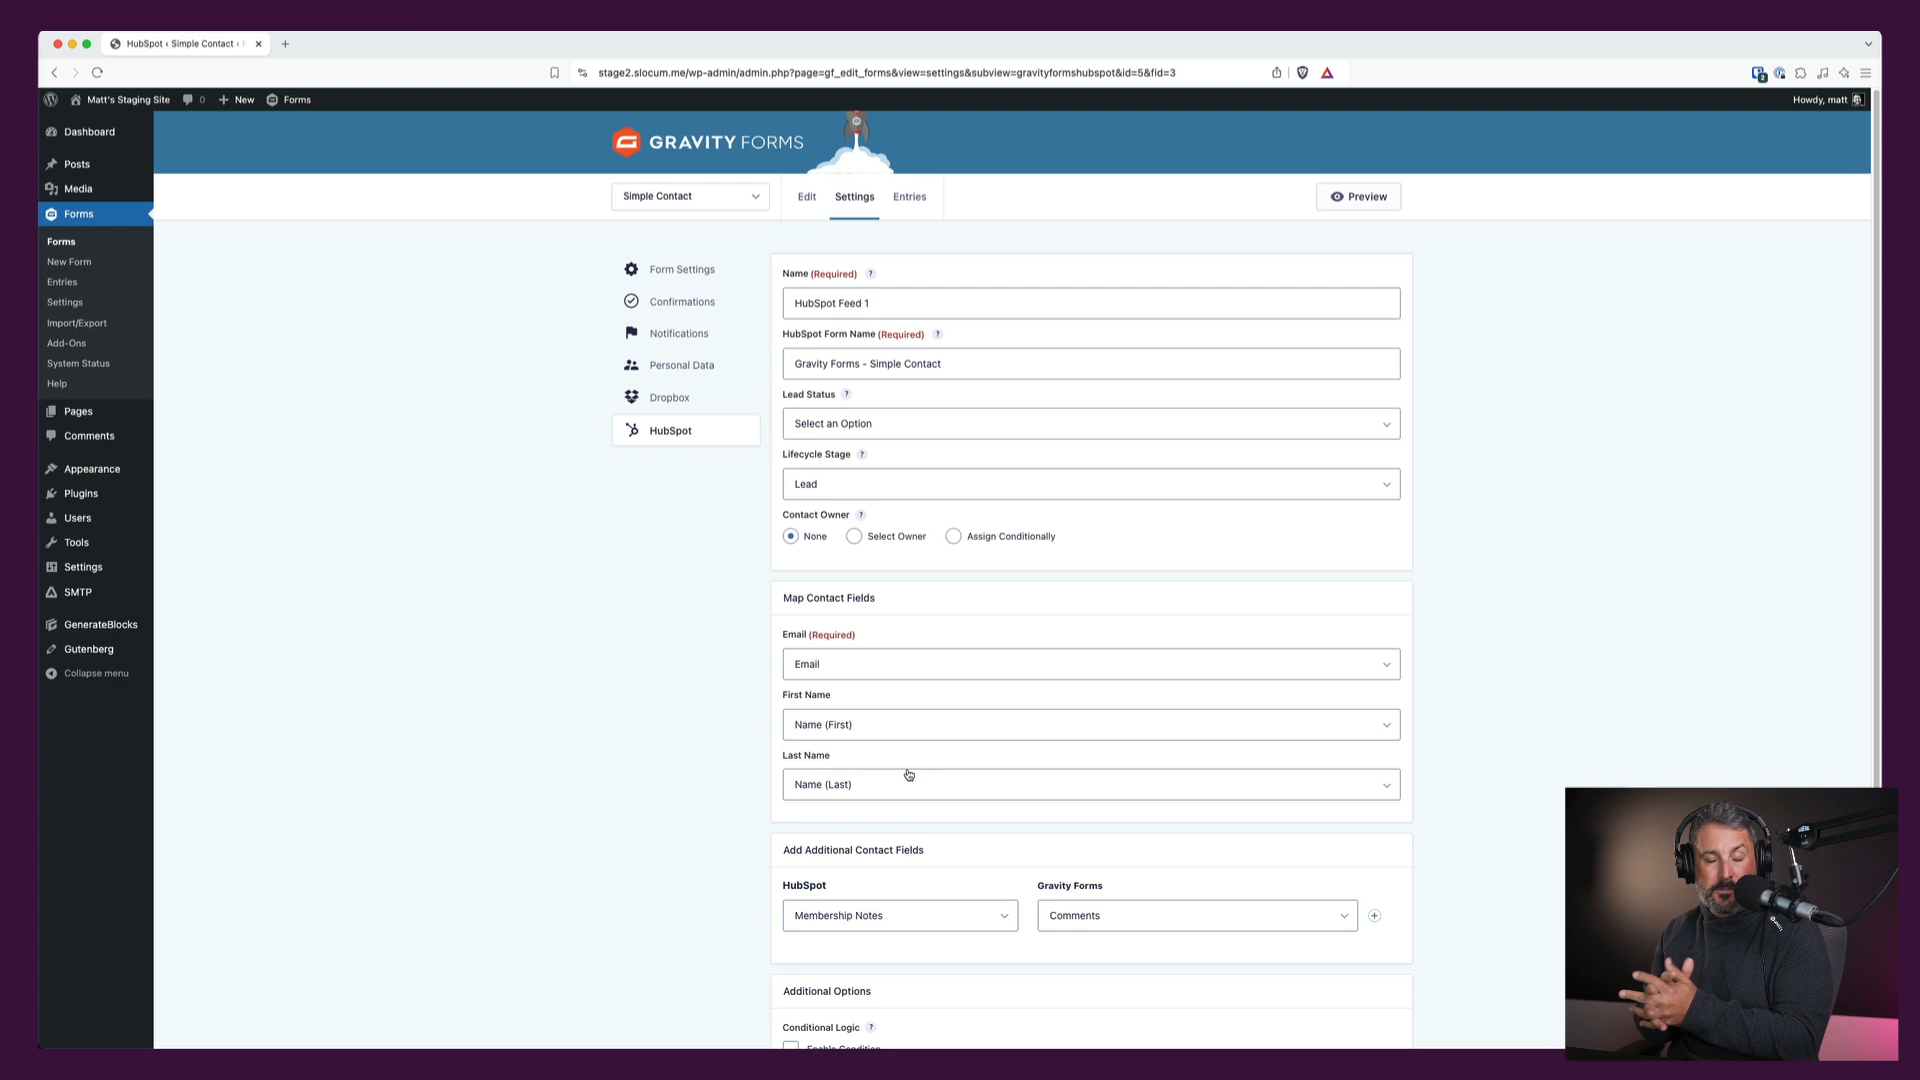 HubSpot ‹ Simple Contact ‹
stage2.slocum.me/wp-admin/admin.php?page=gf_edit_forms&view=settings&subview=gravityformshubspot&id=5&fid=3
Matt's Staging Site
0
New
Forms
Howdy, matt
Dashboard
Posts
Media
Forms
Forms
New Form
Entries
Settings
Import/Export
Add-Ons
System Status
Help
Pages
Comments
Appearance
Plugins
Users
Tools
Settings
SMTP
GenerateBlocks
Gutenberg
Collapse menu
GRAVITY FORMS
Simple Contact
Edit
Settings
Entries
Preview
Form Settings
Confirmations
Notifications
Personal Data
Dropbox
HubSpot
Name (Required) ?
HubSpot Feed 1
HubSpot Form Name (Required) ?
Gravity Forms - Simple Contact
Lead Status ?
Select an Option
Lifecycle Stage ?
Lead
Contact Owner ?
None
Select Owner
Assign Conditionally
Map Contact Fields
Email (Required)
Email
First Name
Name (First)
Last Name
Name (Last)
Add Additional Contact Fields
HubSpot
Gravity Forms
Membership Notes
Comments
Additional Options
Conditional Logic ?
Enable Condition